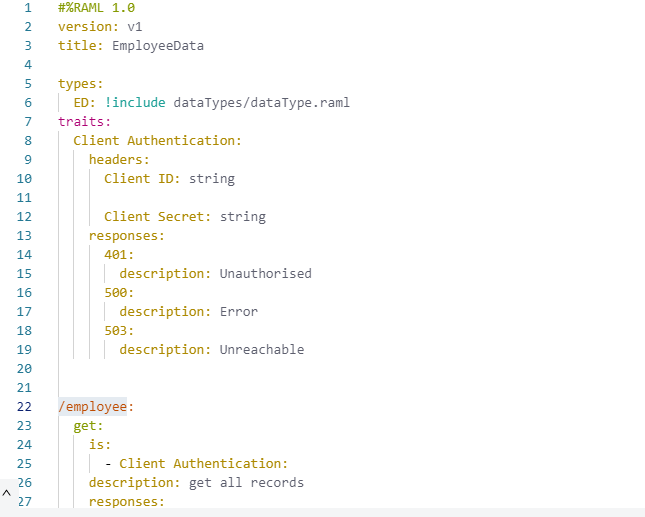 1 #%RAML 1.0
2 version: v1
3 title: EmployeeData
4
5 types:
6   ED: !include dataTypes/dataType.raml
7 traits:
8   Client Authentication:
9     headers:
10       Client ID: string
11
12       Client Secret: string
13     responses:
14       401:
15         description: Unauthorised
16       500:
17         description: Error
18       503:
19         description: Unreachable
20
21
22 /employee:
23   get:
24     is:
25       - Client Authentication:
26     description: get all records
27     responses: